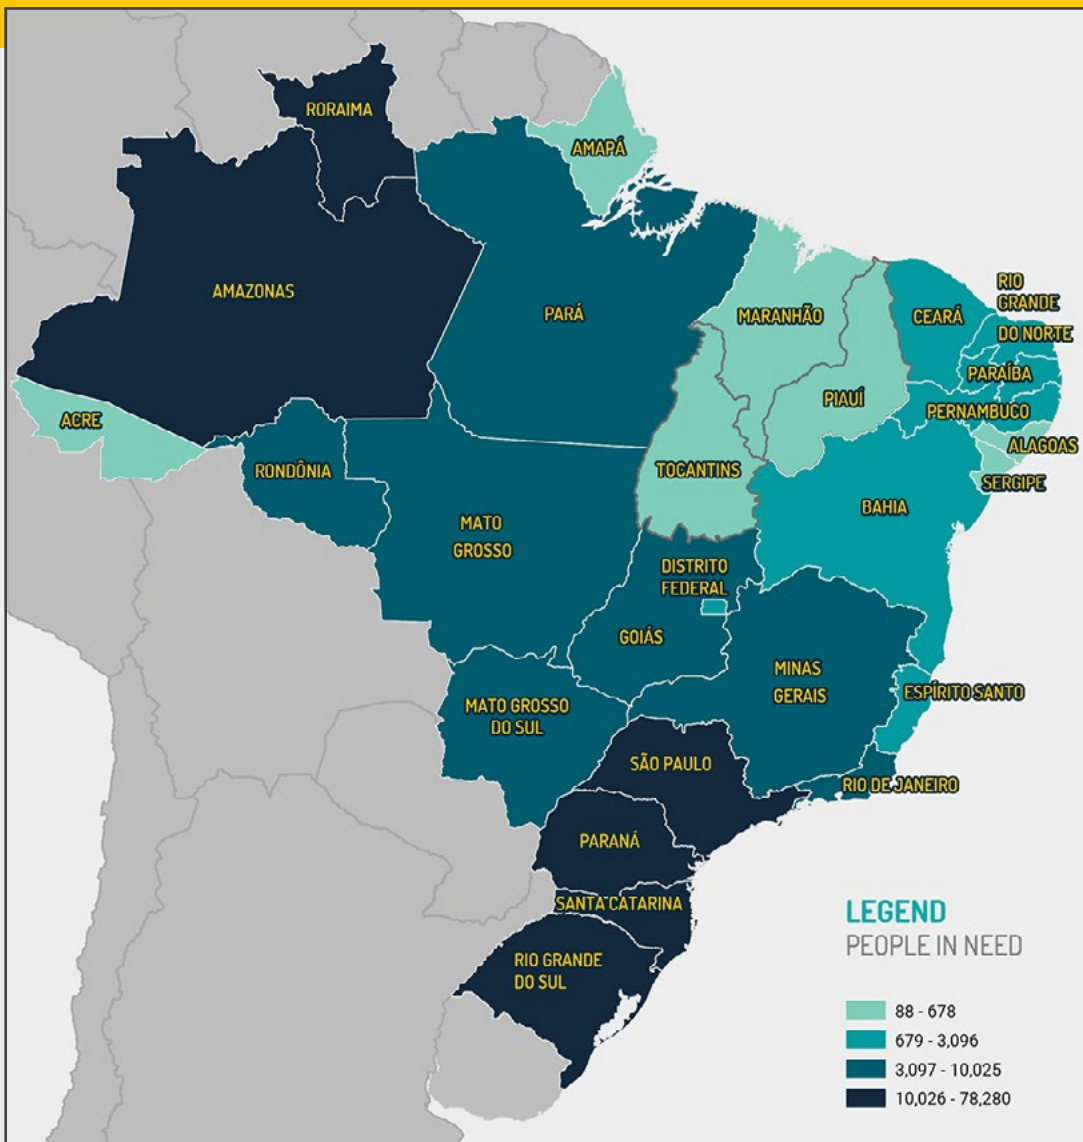 RORAIMA
AMAPÁ
AMAZONAS
PARÁ
MARANHÃO
CEARÁ
RIO
GRANDE
DO NORTE
PARAÍBA
PIAUÍ
PERNAMBUCO
ACRE
ALAGOAS
RONDÔNIA
TOCANTINS
SERGIPE
BAHIA
MATO
GROSSO
DISTRITO
FEDERAL
GOIÁS
MINAS
GERAIS
ESPÍRITO SANTO
MATO GROSSO
DO SUL
SÃO PAULO
RIO DE JANEIRO
PARANÁ
SANTA CATARINA
RIO GRANDE
DO SUL
LEGEND
PEOPLE IN NEED
88 - 678
679 - 3,096
3,097 - 10,025
10,026 - 78,280